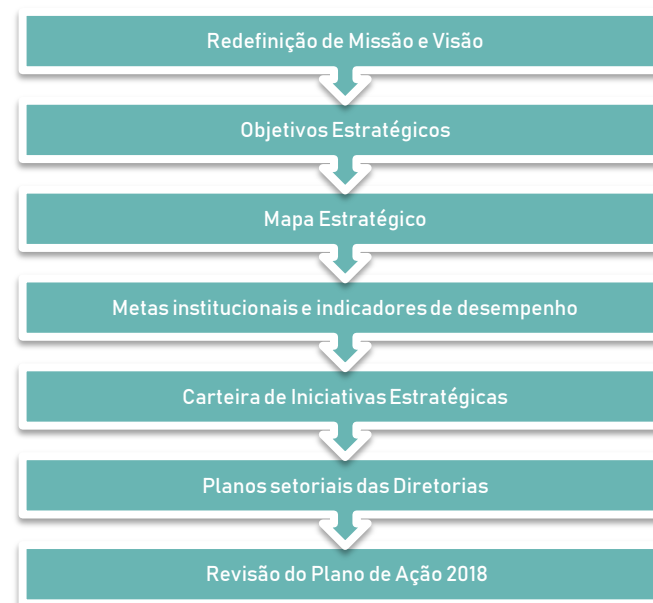 Redefinição de Missão e Visão
Objetivos Estratégicos
Mapa Estratégico
Metas institucionais e indicadores de desempenho
Carteira de Iniciativas Estratégicas
Planos setoriais das Diretorias
Revisão do Plano de Ação 2018